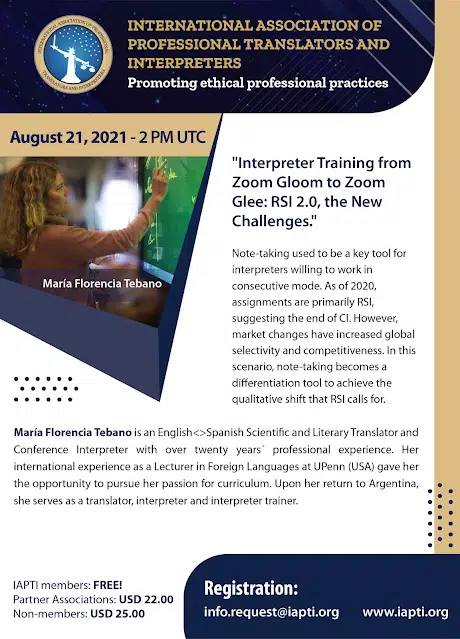 INTERNATIONAL ASSOCIATION OF
PROFESSIONAL TRANSLATORS AND
INTERPRETERS
Promoting ethical professional practices
INTERNATIONAL ASSOCIATION OF PROFESSIONAL
TRANSLATORS AND INTERPRETERS
August 21, 2021 - 2 PM UTC
María Florencia Tebano
"Interpreter Training from
Zoom Gloom to Zoom
Glee: RSI 2.0, the New
Challenges."
Note-taking used to be a key tool for
interpreters willing to work in
consecutive mode. As of 2020,
assignments are primarily RSI,
suggesting the end of CI. However,
market changes have increased global
selectivity and competitiveness. In this
scenario, note-taking becomes a
differentiation tool to achieve the
qualitative shift that RSI calls for.
María Florencia Tebano is an English<>Spanish Scientific and Literary Translator and
Conference Interpreter with over twenty years´ professional experience. Her
international experience as a Lecturer in Foreign Languages at UPenn (USA) gave her
the opportunity to pursue her passion for curriculum. Upon her return to Argentina,
she serves as a translator, interpreter and interpreter trainer.
IAPTI members: FREE!
Partner Associations: USD 22.00
Non-members: USD 25.00
Registration:
info.request@iapti.org www.iapti.org